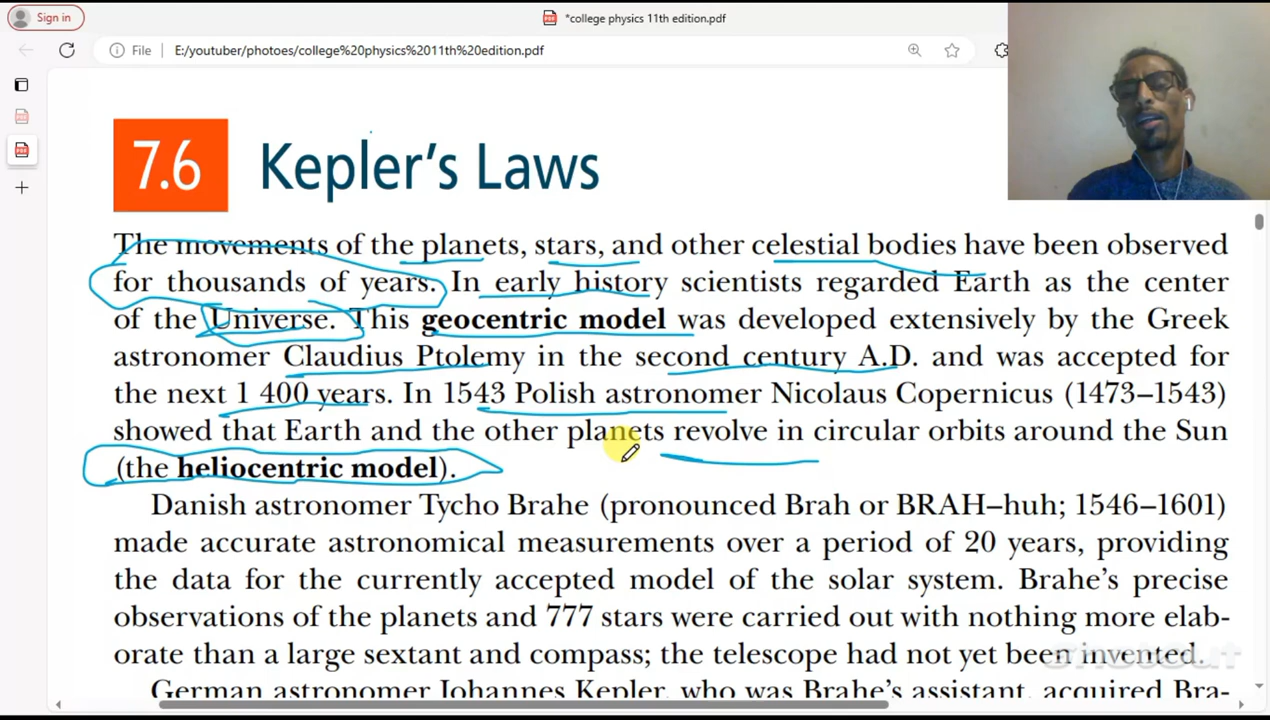 Sign in
*college physics 11th edition.pdf
File E:/youtuber/photoes/college%20physics%2011th%20edition.pdf
7.6 Kepler's Laws
The movements of the planets, stars, and other celestial bodies have been observed
for thousands of years. In early history scientists regarded Earth as the center
of the Universe. This geocentric model was developed extensively by the Greek
astronomer Claudius Ptolemy in the second century A.D. and was accepted for
the next 1 400 years. In 1543 Polish astronomer Nicolaus Copernicus (1473–1543)
showed that Earth and the other planets revolve in circular orbits around the Sun
(the heliocentric model).
Danish astronomer Tycho Brahe (pronounced Brah or BRAH–huh; 1546–1601)
made accurate astronomical measurements over a period of 20 years, providing
the data for the currently accepted model of the solar system. Brahe's precise
observations of the planets and 777 stars were carried out with nothing more elab-
orate than a large sextant and compass; the telescope had not yet been invented.
shotcut
German astronomer Johannes Kepler, who was Brahe's assistant, acquired Bra-